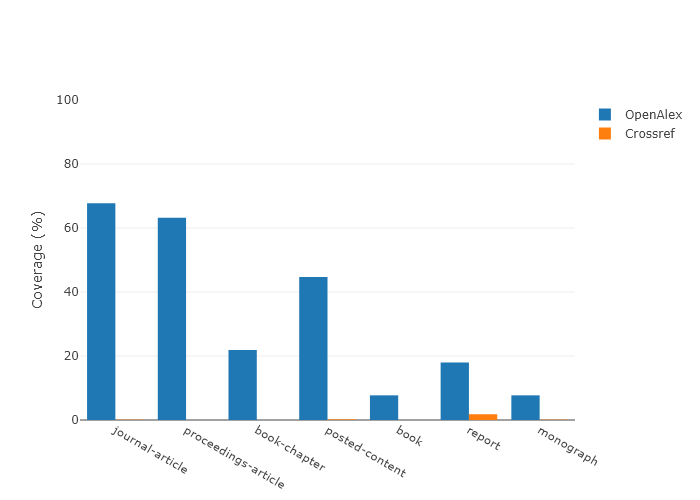 100
80
60
40
20
0
Coverage (%)
journal-article
proceedings-article
book-chapter
posted-content
book
report
monograph
OpenAlex
Crossref